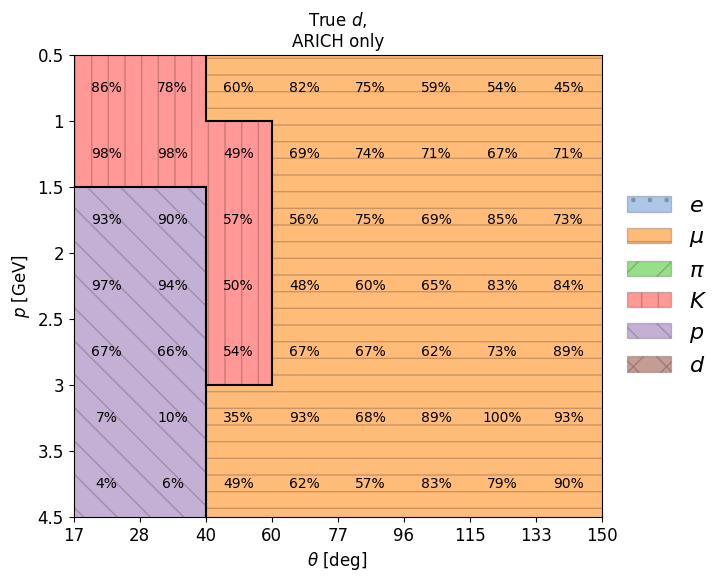 True d,
ARICH only
0.5
86% 78% 60% 82% 75% 59% 54% 45%
1
98% 98% 49% 69% 74% 71% 67% 71%
1.5
93% 90% 57% 56% 75% 69% 85% 73%
2
97% 94% 50% 48% 60% 65% 83% 84%
2.5
67% 66% 54% 67% 67% 62% 73% 89%
3
7% 10% 35% 93% 68% 89% 100% 93%
3.5
4% 6% 49% 62% 57% 83% 79% 90%
4
4.5
p [GeV]
17 28 40 60 77 96 115 133 150
θ [deg]
e
μ
π
K
p
d